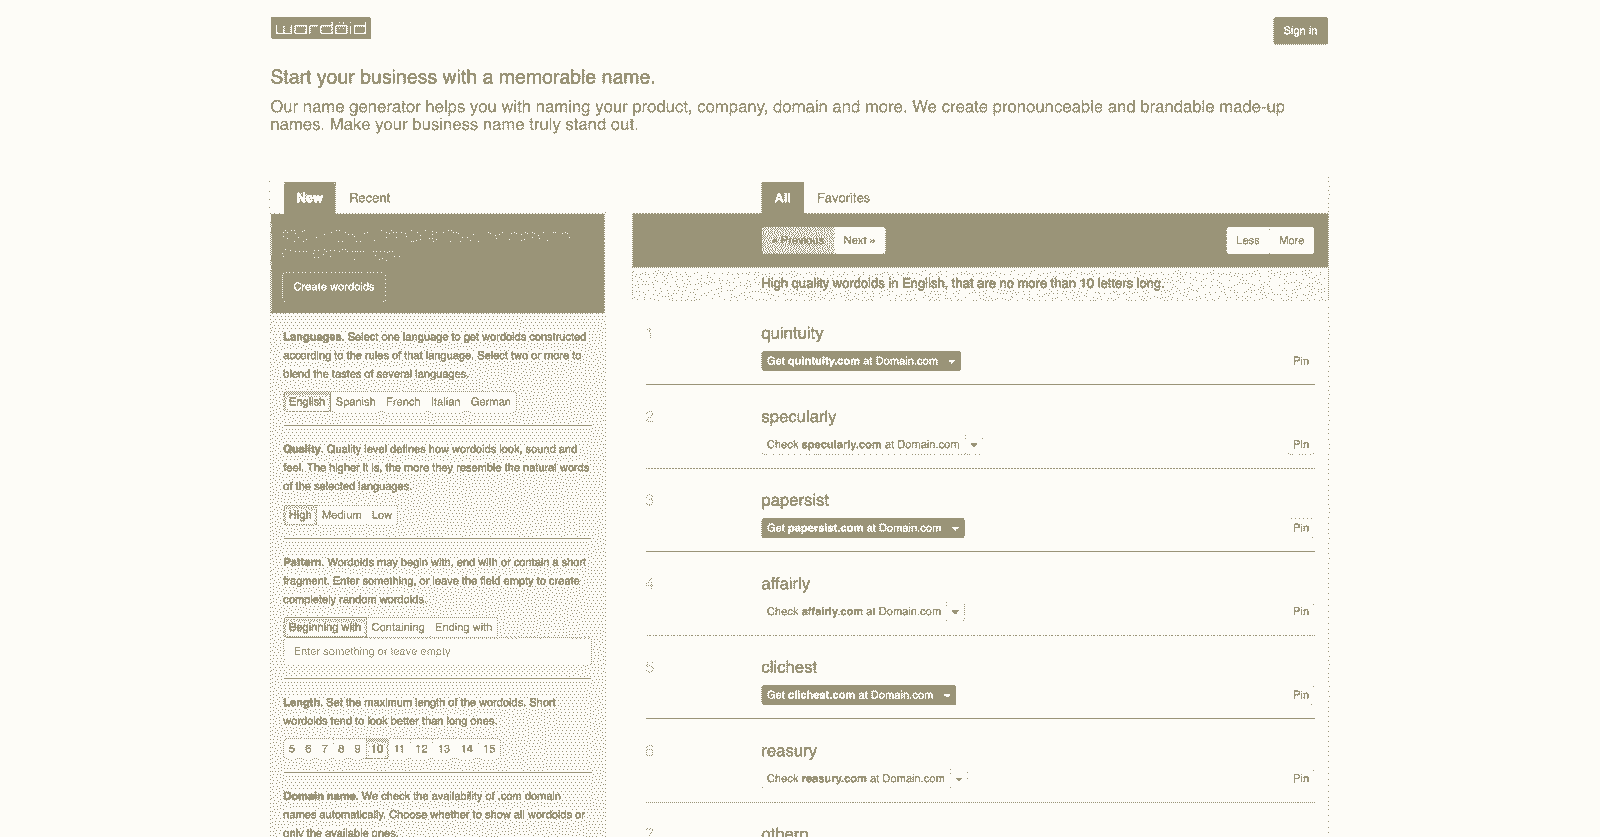 wordoid
Sign in
Start your business with a memorable name.
Our name generator helps you with naming your product, company, domain and more. We create pronounceable and brandable made-up
names. Make your business name truly stand out.
New Recent
Create wordoids
Languages. Select one language to get wordoids constructed
according to the rules of that language. Select two or more to
blend the tastes of several languages.
English Spanish French Italian German
Quality. Quality level defines how wordoids look, sound and
feel. The higher it is, the more they resemble the natural words
of the selected languages.
High Medium Low
Pattern. Wordoids may begin with, end with or contain a short
fragment. Enter something, or leave the field empty to create
completely random wordoids.
Beginning with Containing Ending with
Enter something or leave empty
Length. Set the maximum length of the wordoids. Short
wordoids tend to look better than long ones.
5 6 7 8 9 10 11 12 13 14 15
Domain name. We check the availability of .com domain
names automatically. Choose whether to show all wordoids or
only the available ones.
All Favorites
« Previous Next »
Less More
High quality wordoids in English, that are no more than 10 letters long.
1 quintuity
Get quintuity.com at Domain.com
Pin
2 specularly
Check specularly.com at Domain.com
Pin
3 papersist
Get papersist.com at Domain.com
Pin
4 affairly
Check affairly.com at Domain.com
Pin
5 clichest
Get clichest.com at Domain.com
Pin
6 reasury
Check reasury.com at Domain.com
Pin
7 othern